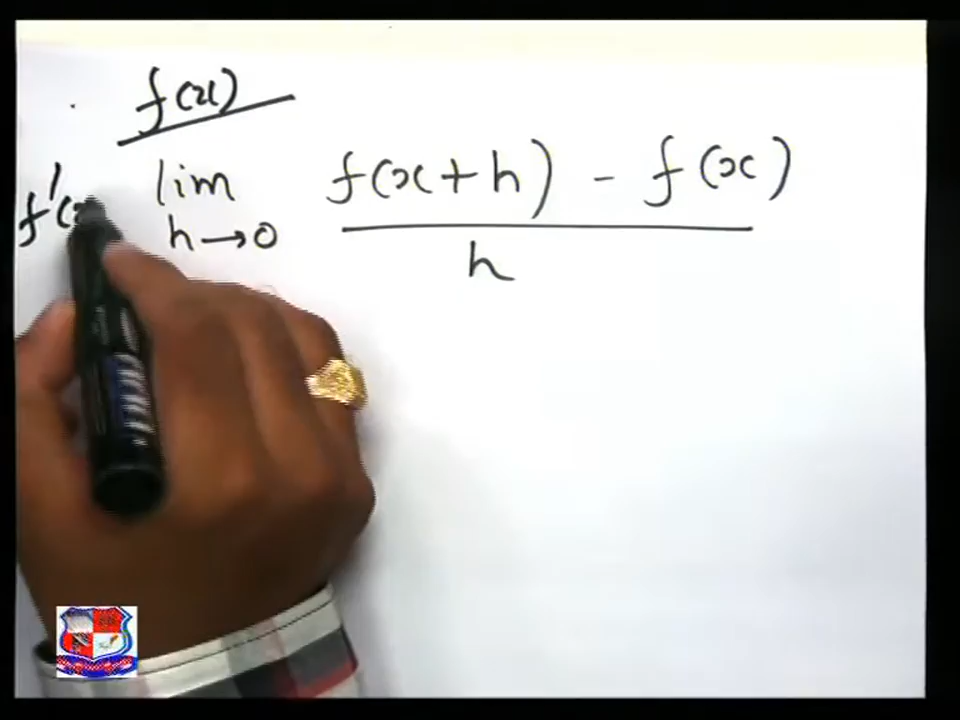 f(x)
f'(x lim h→0 f(x+h) - f(x)
h